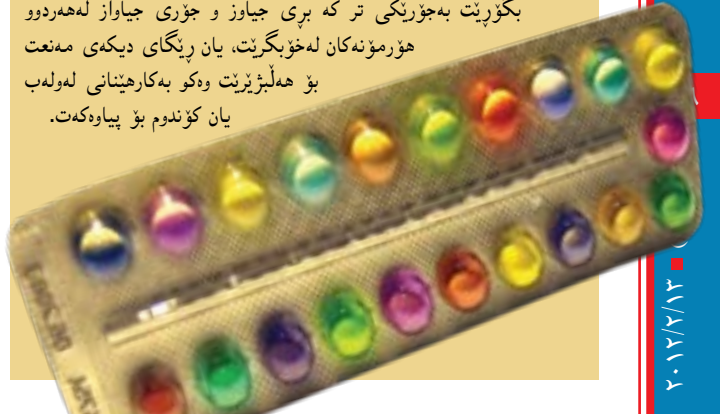 بگۆڕێت بەجۆرێکی تر کە بڕی جیاوز و جۆری جیاواز لەهەردوو
هۆرمۆنەکان لەخۆبگرێت، یان ڕێگای دیکەی مەنعت
بۆ هەڵبژێرێت وەکو بەکارهێنانی لەولەب
یان کۆندوم بۆ پیاوەکەت.
٢٠١٢/٢/١٣